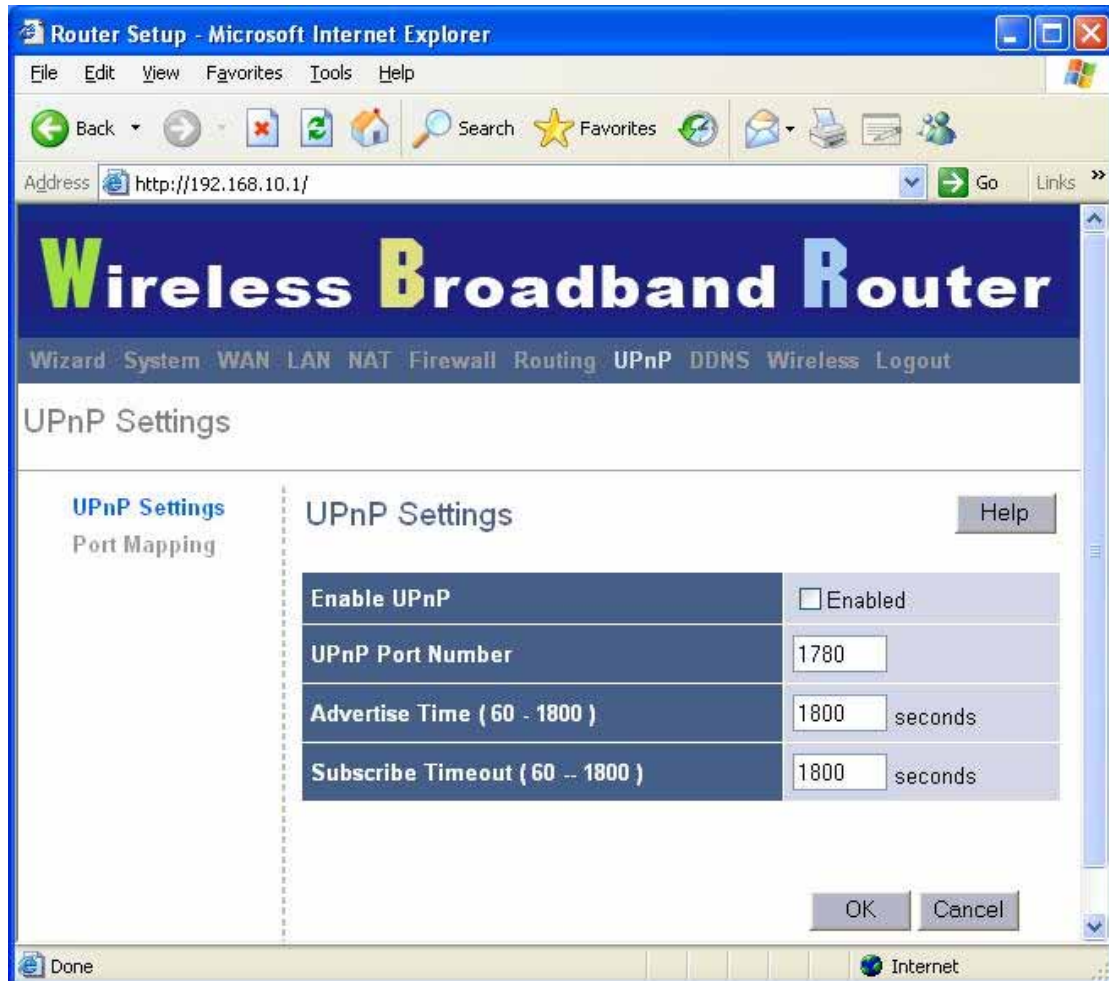 Router Setup - Microsoft Internet Explorer
File Edit View Favorites Tools Help
Back Search Favorites
Address http://192.168.10.1/ Go Links »
Wireless Broadband Router
Wizard System WAN LAN NAT Firewall Routing UPnP DDNS Wireless Logout
UPnP Settings
UPnP Settings
Port Mapping
UPnP Settings Help
Enable UPnP Enabled
UPnP Port Number 1780
Advertise Time ( 60 - 1800 ) 1800 seconds
Subscribe Timeout ( 60 -- 1800 ) 1800 seconds
OK Cancel
Done Internet